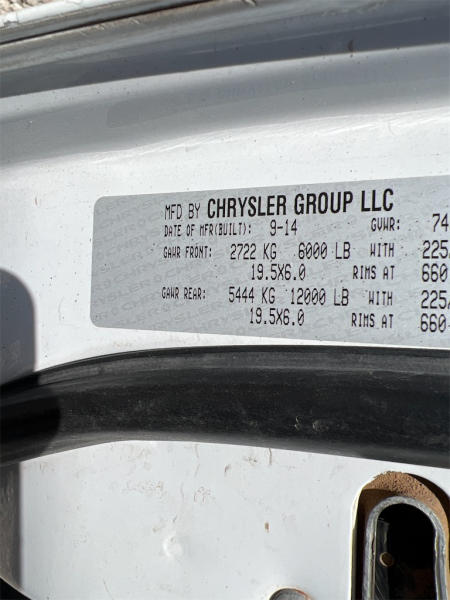 MFD BY CHRYSLER GROUP LLC
DATE OF MFR(BUILT): 9-14 GVWR: 74
GAWR FRONT: 2722 KG 6000 LB WITH 225/
19.5X6.0 RIMS AT 660
GAWR REAR: 5444 KG 12000 LB WITH 225/
19.5X6.0 RIMS AT 660-